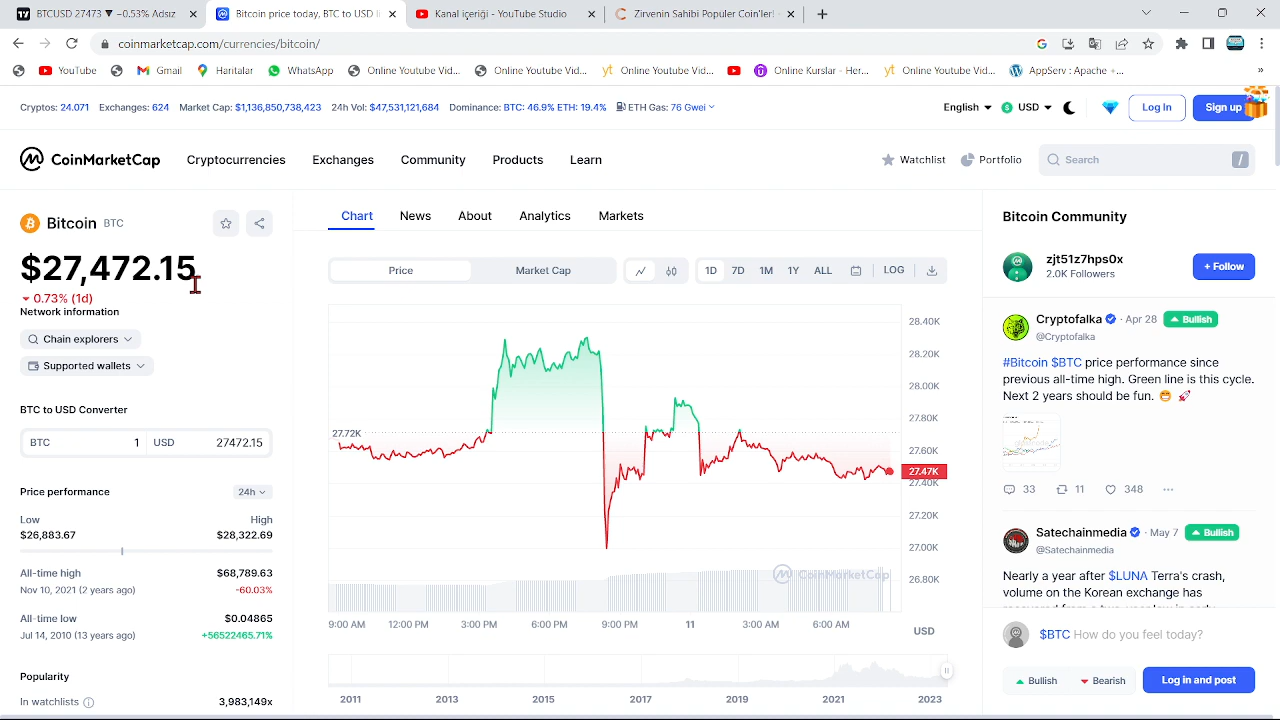 BTCUSD 27473 ▼ −0.53% Adsız
Bitcoin price today, BTC to USD li
Kanal içeriği - YouTube Studio
Zirvenin Sahibi Popüler Coin'ler!
coinmarketcap.com/currencies/bitcoin/
YouTube
Gmail
Haritalar
WhatsApp
Online Youtube Vid...
Online Youtube Vid...
Online Youtube Vid...
Online Kurslar - Her...
Online Youtube Vid...
AppServ : Apache +...
»
Cryptos: 24.071 Exchanges: 624 Market Cap: $1,136,850,738,423 24h Vol: $47,531,121,684 Dominance: BTC: 46.9% ETH: 19.4% ETH Gas: 76 Gwei
English
USD
Log In
Sign up
CoinMarketCap
Cryptocurrencies
Exchanges
Community
Products
Learn
Watchlist
Portfolio
Search
/
Bitcoin BTC
$27,472.15
0.73% (1d)
Network information
Chain explorers
Supported wallets
BTC to USD Converter
BTC 1 USD 27472.15
Price performance 24h
Low High
$26,883.67 $28,322.69
All-time high $68,789.63
Nov 10, 2021 (2 years ago) -60.03%
All-time low $0.04865
Jul 14, 2010 (13 years ago) +56522465.71%
Popularity
In watchlists 3,983,149x
Chart News About Analytics Markets
Price Market Cap 1D 7D 1M 1Y ALL LOG
28.40K
28.20K
28.00K
27.80K
27.72K
27.60K
27.47K
27.40K
27.20K
27.00K
26.80K
CoinMarketCap
9:00 AM 12:00 PM 3:00 PM 6:00 PM 9:00 PM 11 3:00 AM 6:00 AM
USD
2011 2013 2015 2017 2019 2021 2023
Bitcoin Community
zjt51z7hps0x
2.0K Followers
+ Follow
Cryptofalka · Apr 28 Bullish
@Cryptofalka
#Bitcoin $BTC price performance since
previous all-time high. Green line is this cycle.
Next 2 years should be fun. 😁 🚀
33 11 348
Satechainmedia · May 7 Bullish
@Satechainmedia
Nearly a year after $LUNA Terra's crash,
volume on the Korean exchange has
$BTC How do you feel today?
Bullish Bearish Log in and post